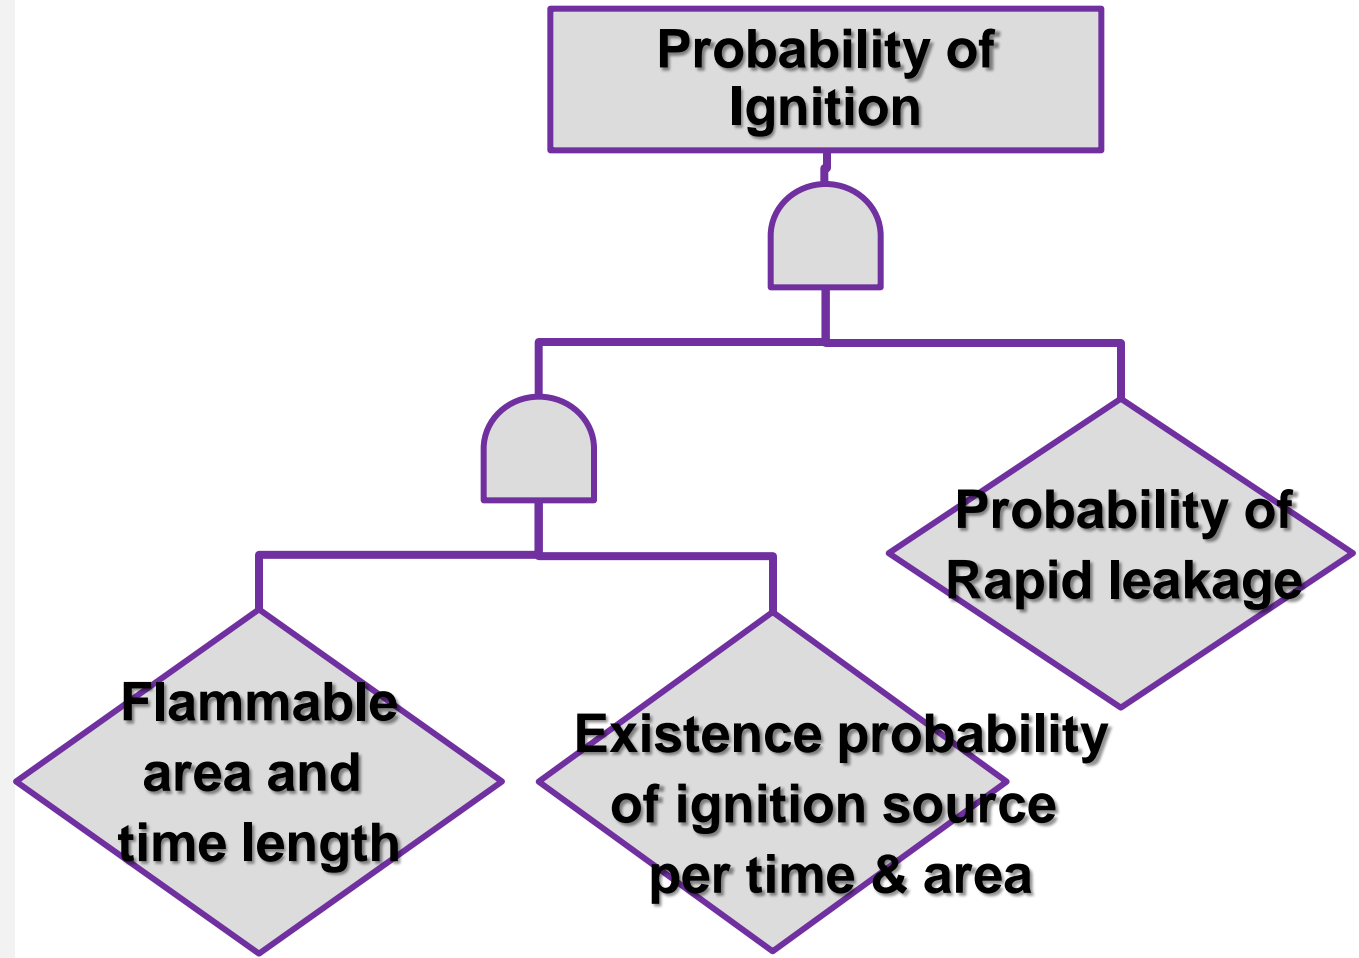 Probability of
Ignition
Probability of
Rapid leakage
Flammable
area and
time length
Existence probability
of ignition source
per time & area